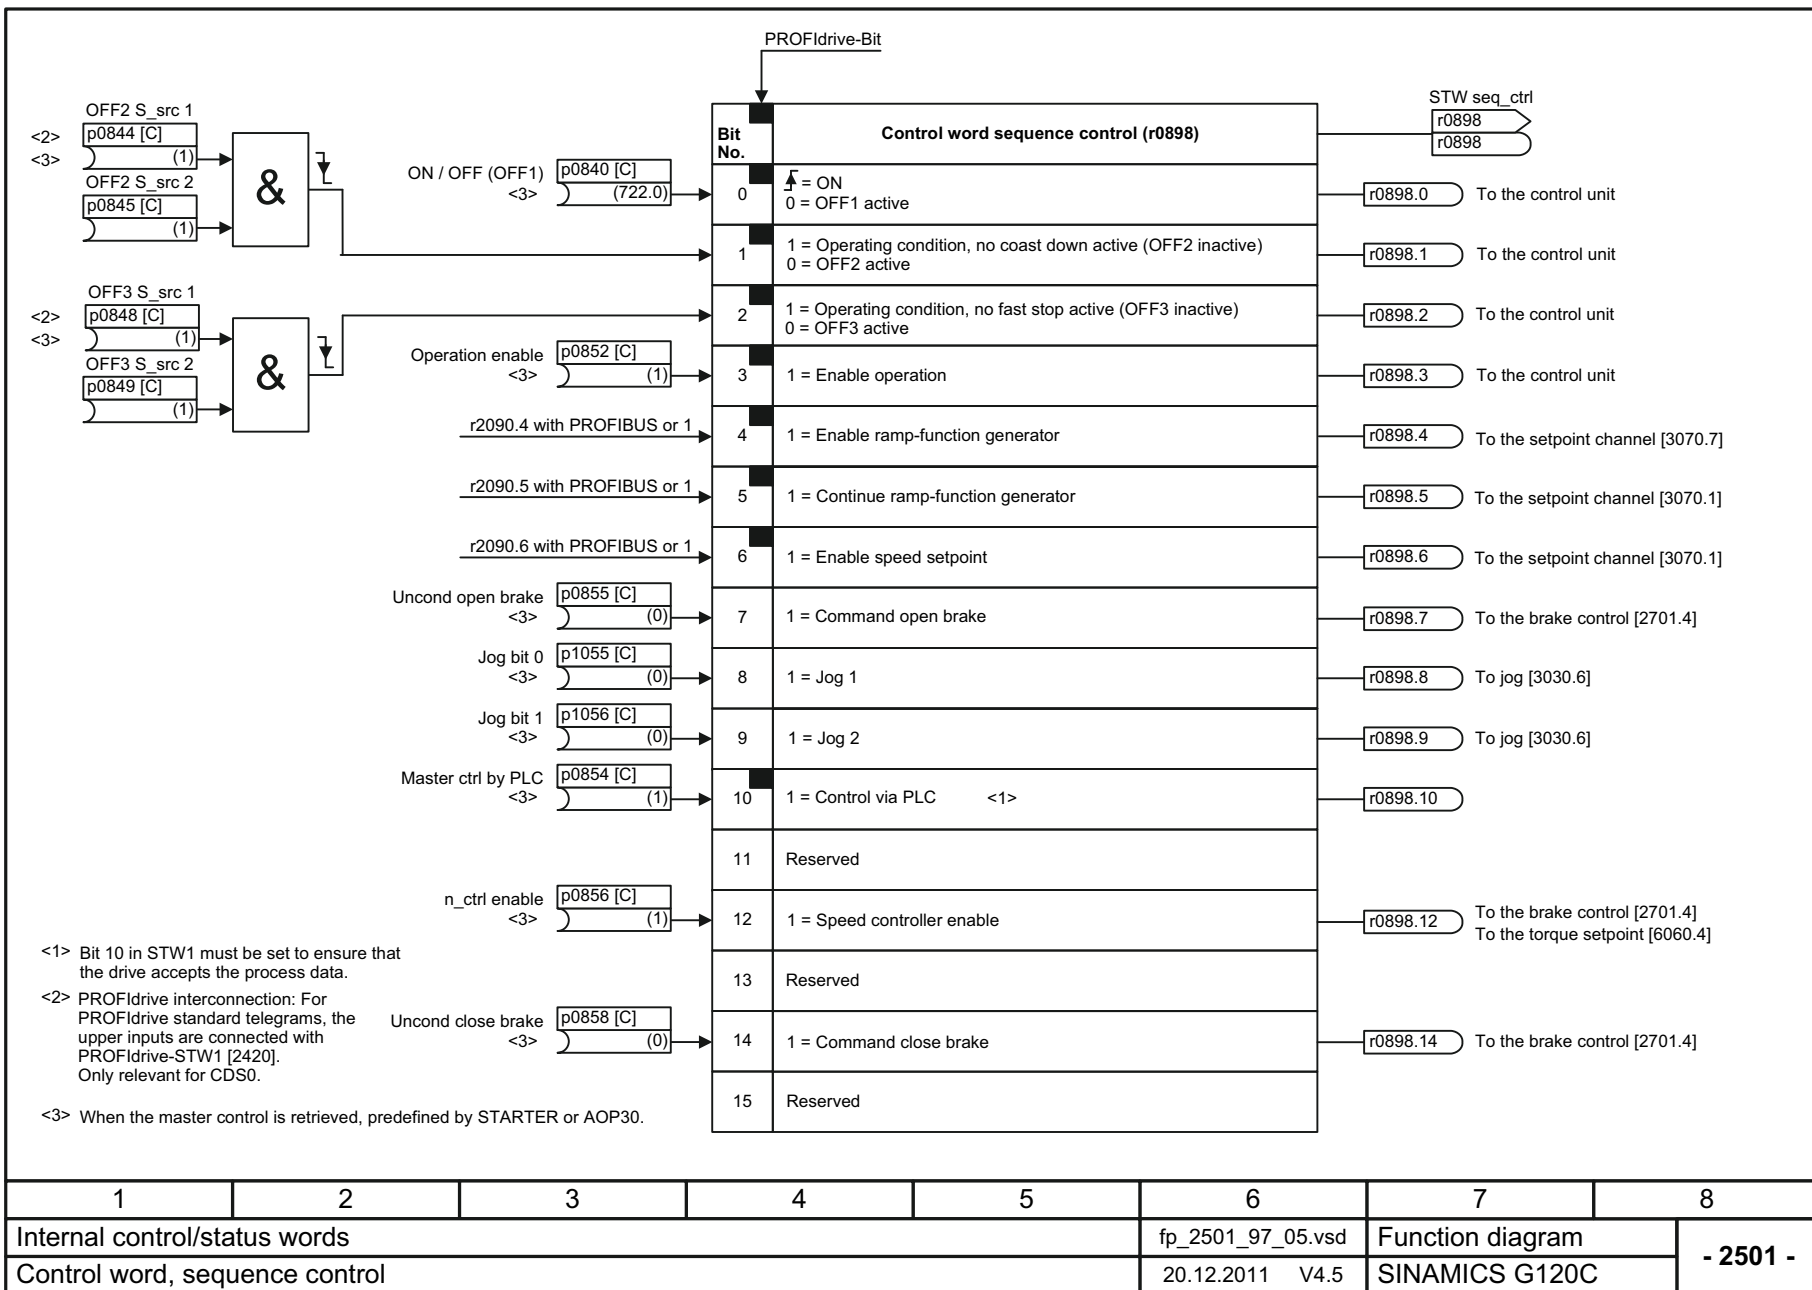 PROFIdrive-Bit
STW seq_ctrl
r0898
r0898
Bit No.
Control word sequence control (r0898)
OFF2 S_src 1
<2>
<3>
p0844 [C]
(1)
OFF2 S_src 2
p0845 [C]
(1)
&
ON / OFF (OFF1)
<3>
p0840 [C]
(722.0)
0
= ON
0 = OFF1 active
r0898.0
To the control unit
1
1 = Operating condition, no coast down active (OFF2 inactive)
0 = OFF2 active
r0898.1
To the control unit
OFF3 S_src 1
<2>
<3>
p0848 [C]
(1)
OFF3 S_src 2
p0849 [C]
(1)
&
2
1 = Operating condition, no fast stop active (OFF3 inactive)
0 = OFF3 active
r0898.2
To the control unit
Operation enable
<3>
p0852 [C]
(1)
3
1 = Enable operation
r0898.3
To the control unit
r2090.4 with PROFIBUS or 1
4
1 = Enable ramp-function generator
r0898.4
To the setpoint channel [3070.7]
r2090.5 with PROFIBUS or 1
5
1 = Continue ramp-function generator
r0898.5
To the setpoint channel [3070.1]
r2090.6 with PROFIBUS or 1
6
1 = Enable speed setpoint
r0898.6
To the setpoint channel [3070.1]
Uncond open brake
<3>
p0855 [C]
(0)
7
1 = Command open brake
r0898.7
To the brake control [2701.4]
Jog bit 0
<3>
p1055 [C]
(0)
8
1 = Jog 1
r0898.8
To jog [3030.6]
Jog bit 1
<3>
p1056 [C]
(0)
9
1 = Jog 2
r0898.9
To jog [3030.6]
Master ctrl by PLC
<3>
p0854 [C]
(1)
10
1 = Control via PLC <1>
r0898.10
11
Reserved
n_ctrl enable
<3>
p0856 [C]
(1)
12
1 = Speed controller enable
r0898.12
To the brake control [2701.4]
To the torque setpoint [6060.4]
13
Reserved
Uncond close brake
<3>
p0858 [C]
(0)
14
1 = Command close brake
r0898.14
To the brake control [2701.4]
15
Reserved
<1> Bit 10 in STW1 must be set to ensure that
the drive accepts the process data.
<2> PROFIdrive interconnection: For
PROFIdrive standard telegrams, the
upper inputs are connected with
PROFIdrive-STW1 [2420].
Only relevant for CDS0.
<3> When the master control is retrieved, predefined by STARTER or AOP30.
1 2 3 4 5 6 7 8
Internal control/status words
fp_2501_97_05.vsd
Function diagram
- 2501 -
Control word, sequence control
20.12.2011 V4.5
SINAMICS G120C